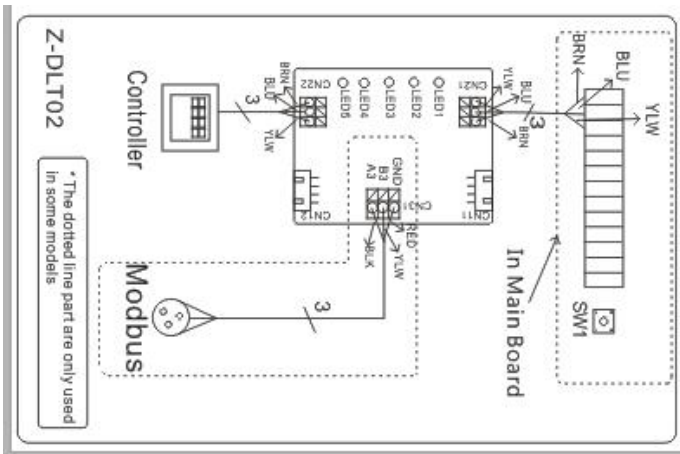 Z-DLT02
Controller
3
BRN
BLU
YLW
CN22
LED5
LED4
LED3
LED2
LED1
CN21
YLW
BLU
BRN
3
BRN
BLU
YLW
In Main Board
SW1
CN12
CN11
A3
B3
GND
CN31
BLK
YLW
RED
Modbus
3
* The dotted line part are only used
in some models